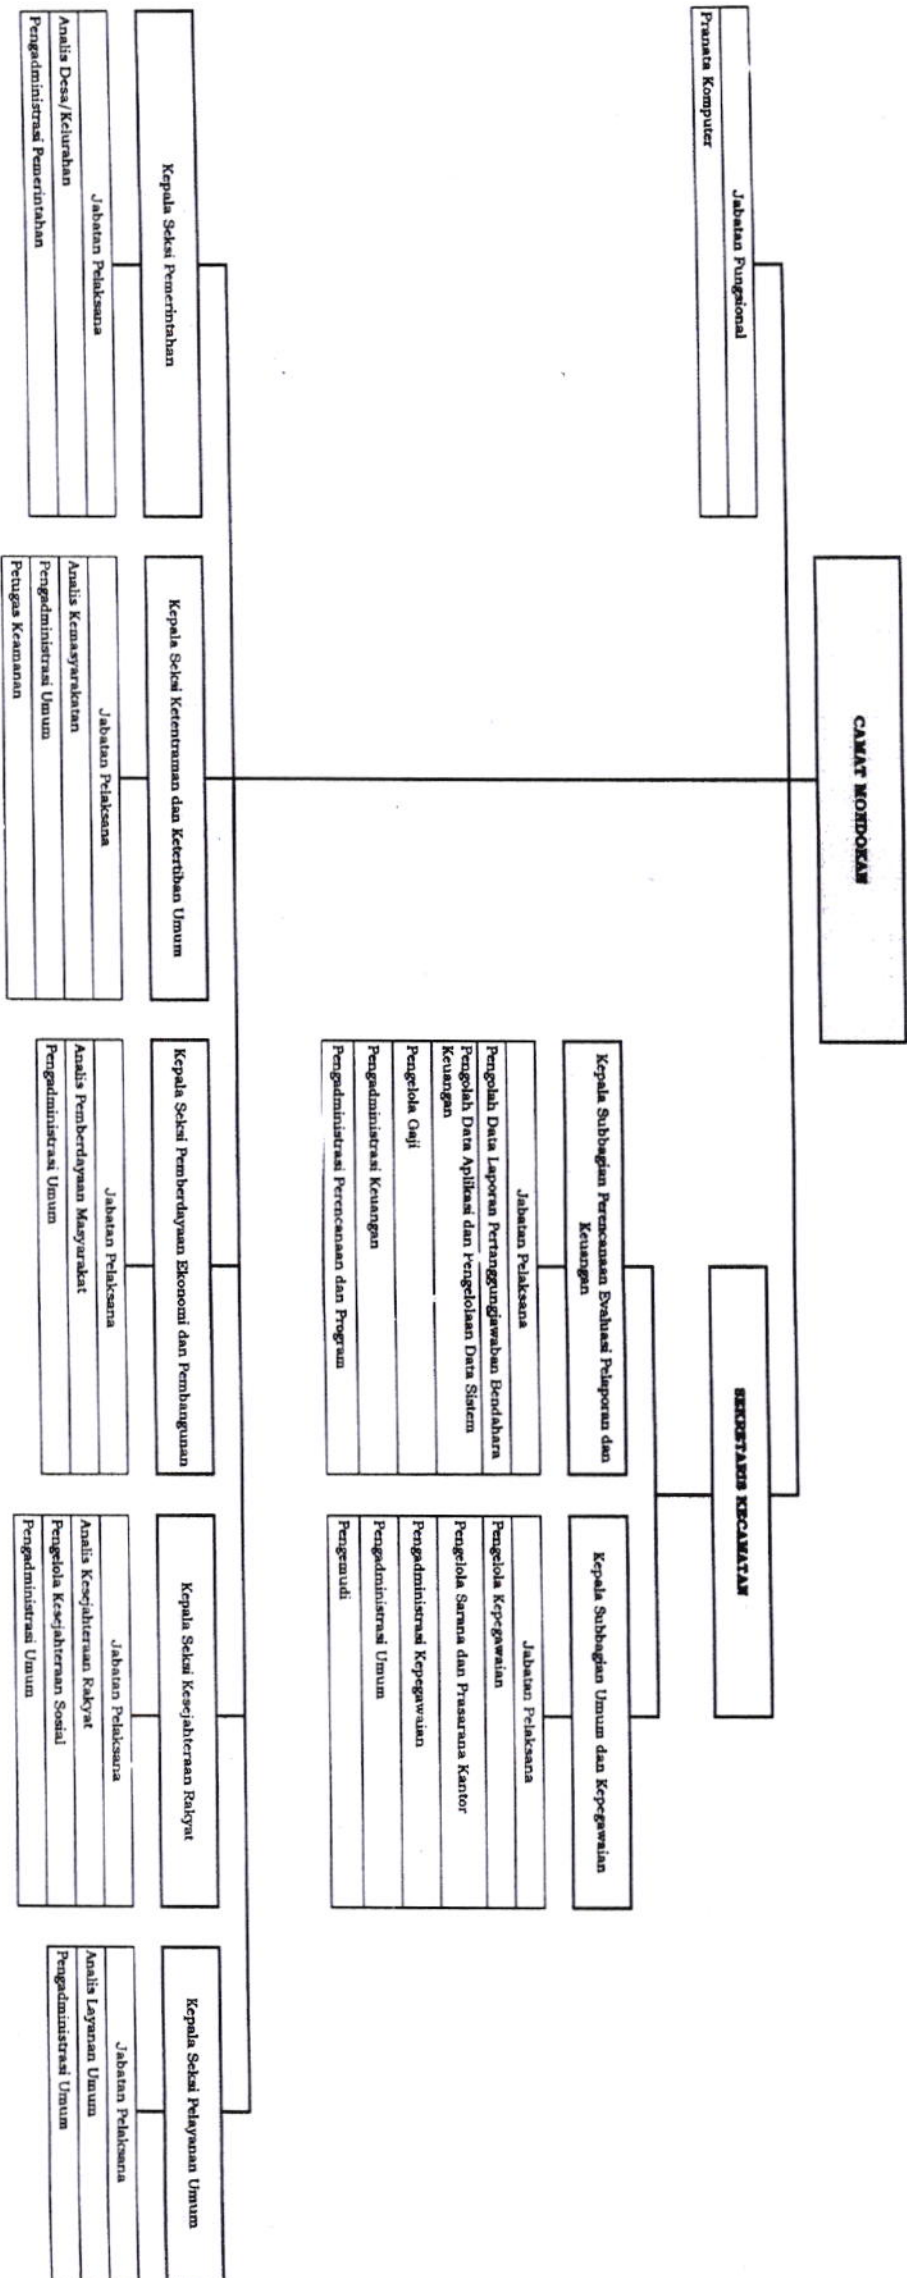 CAMAT MONDOKAN
SEKRETARIS KECAMATAN
Jabatan Fungsional
Pranata Komputer
Kepala Subbagian Perencanaan Evaluasi Pelaporan dan
Keuangan
Jabatan Pelaksana
Pengolah Data Laporan Pertanggungjawaban Bendahara
Pengolah Data Aplikasi dan Pengelolaan Data Sistem
Keuangan
Pengelola Gaji
Pengadministrasi Keuangan
Pengadministrasi Perencanaan dan Program
Kepala Subbagian Umum dan Kepegawaian
Jabatan Pelaksana
Pengelola Kepegawaian
Pengelola Sarana dan Prasarana Kantor
Pengadministrasi Kepegawaian
Pengadministrasi Umum
Pengemudi
Kepala Seksi Pemerintahan
Jabatan Pelaksana
Analis Desa/Kelurahan
Pengadministrasi Pemerintahan
Kepala Seksi Ketentraman dan Ketertiban Umum
Jabatan Pelaksana
Analis Kemasyarakatan
Pengadministrasi Umum
Petugas Keamanan
Kepala Seksi Pemberdayaan Ekonomi dan Pembangunan
Jabatan Pelaksana
Analis Pemberdayaan Masyarakat
Pengadministrasi Umum
Kepala Seksi Kesejahteraan Rakyat
Jabatan Pelaksana
Analis Kesejahteraan Rakyat
Pengelola Kesejahteraan Sosial
Pengadministrasi Umum
Kepala Seksi Pelayanan Umum
Jabatan Pelaksana
Analis Layanan Umum
Pengadministrasi Umum